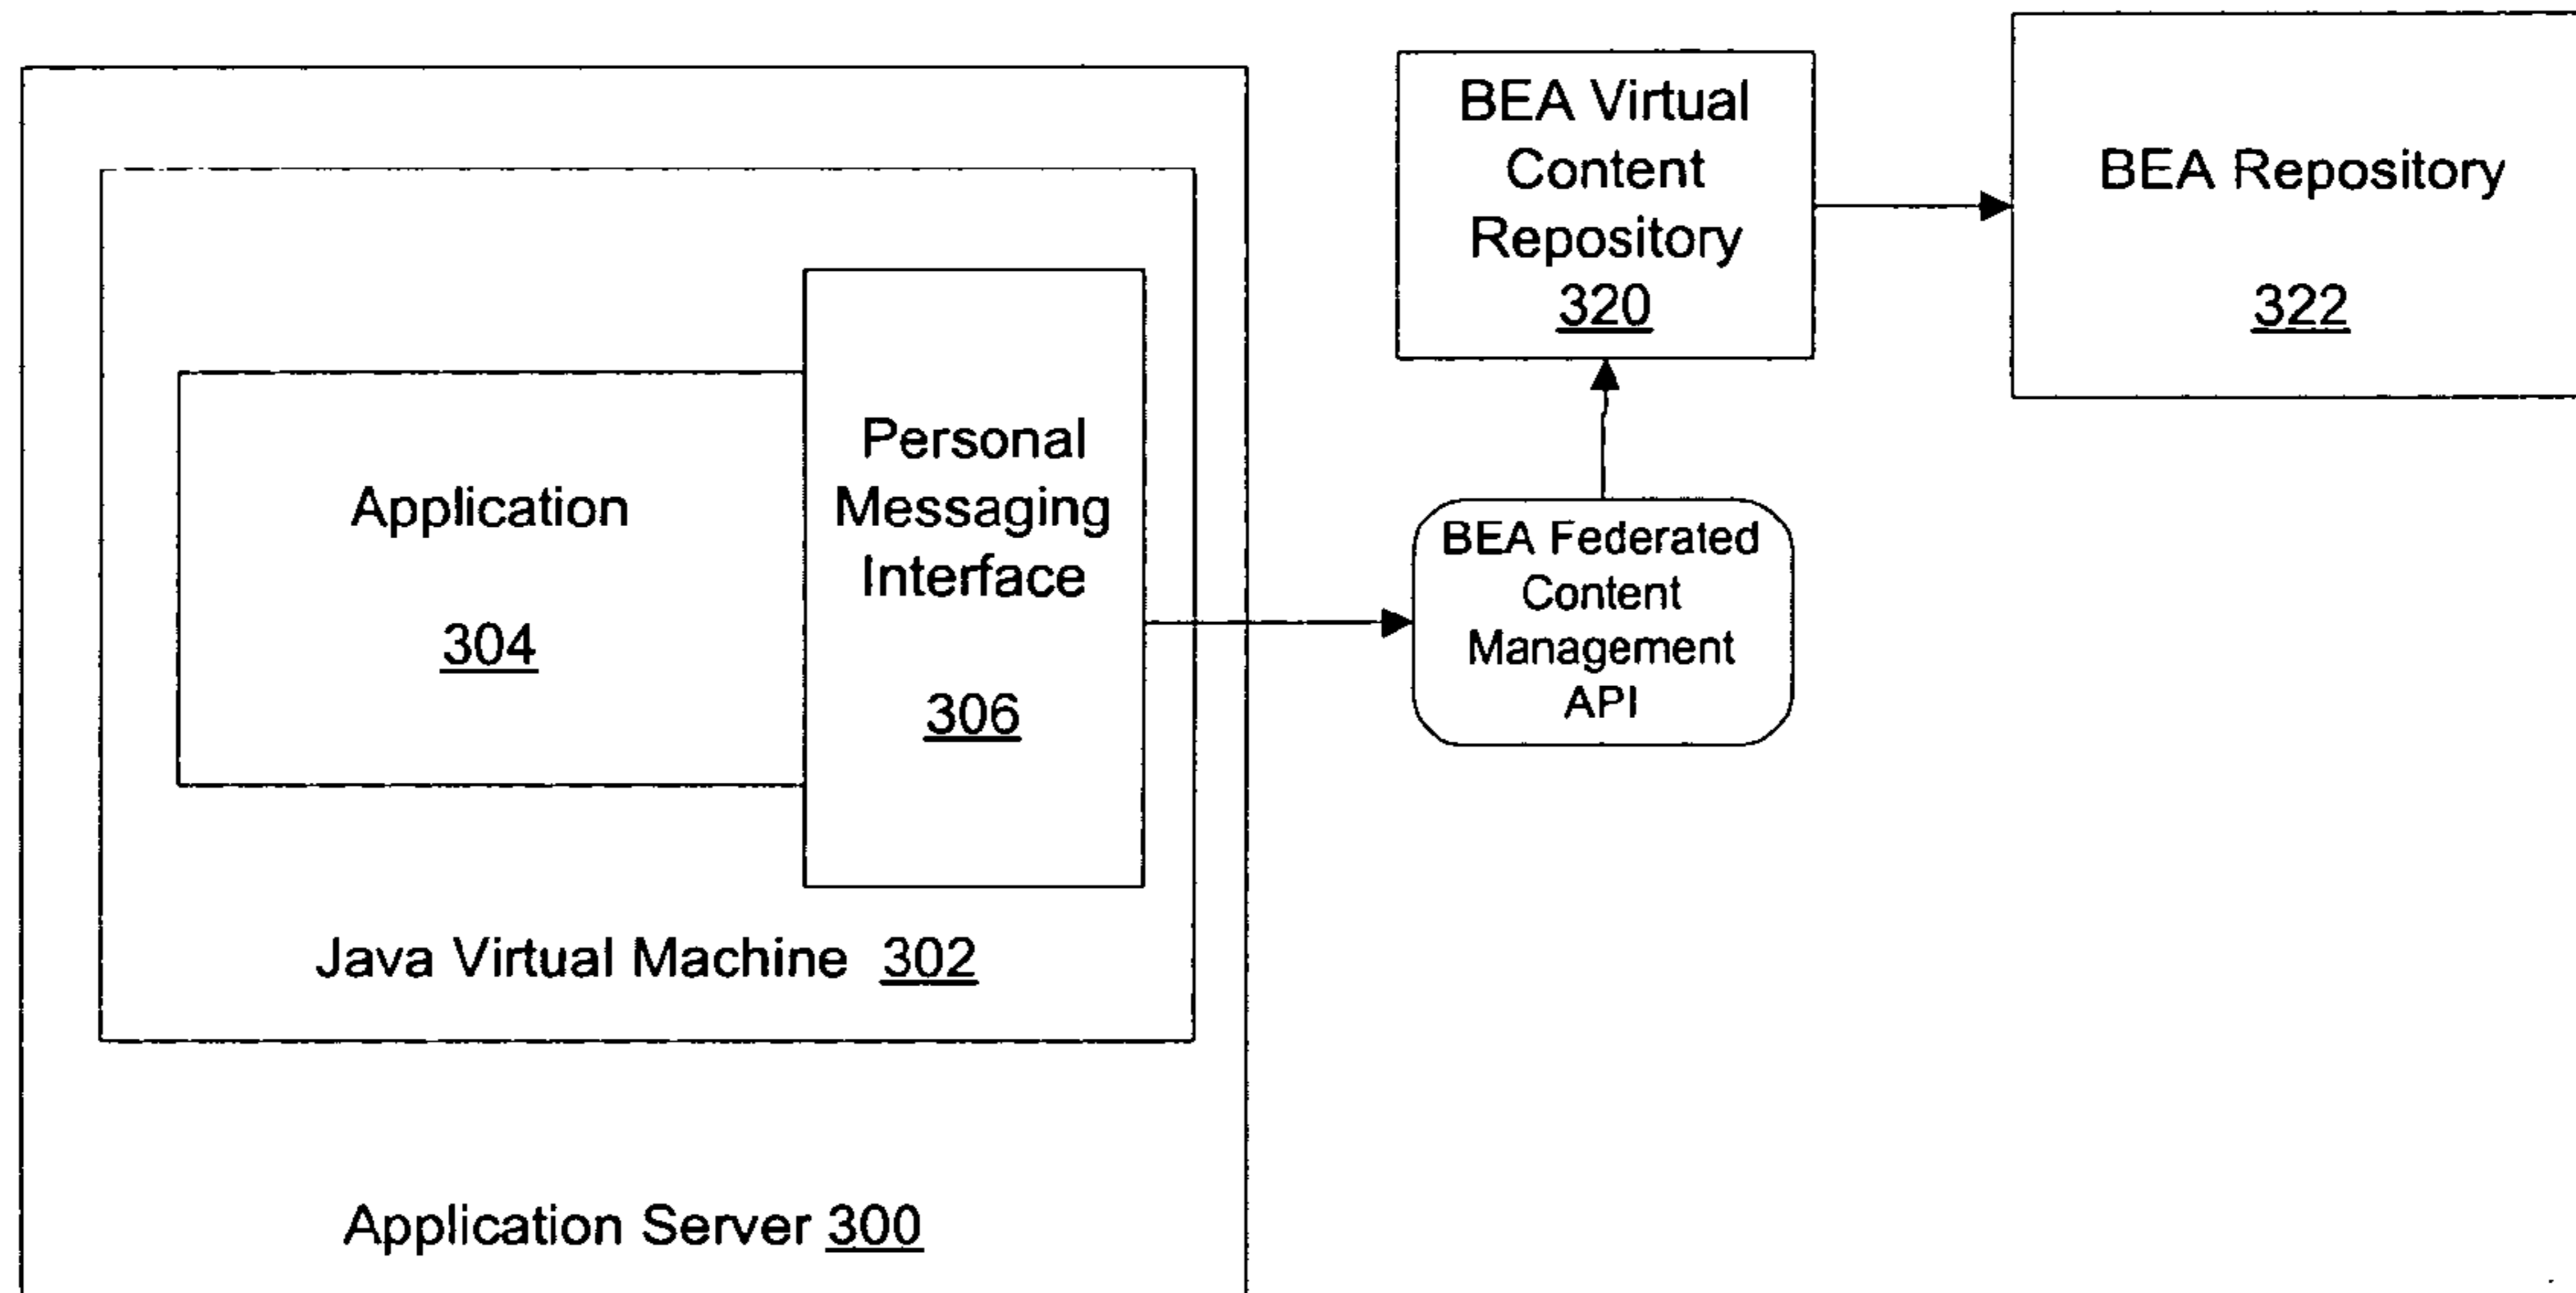 BEA Virtual
Content
Repository
320
BEA Repository
322
Application
304
Personal
Messaging
Interface
306
BEA Federated
Content
Management
API
Java Virtual Machine 302
Application Server 300